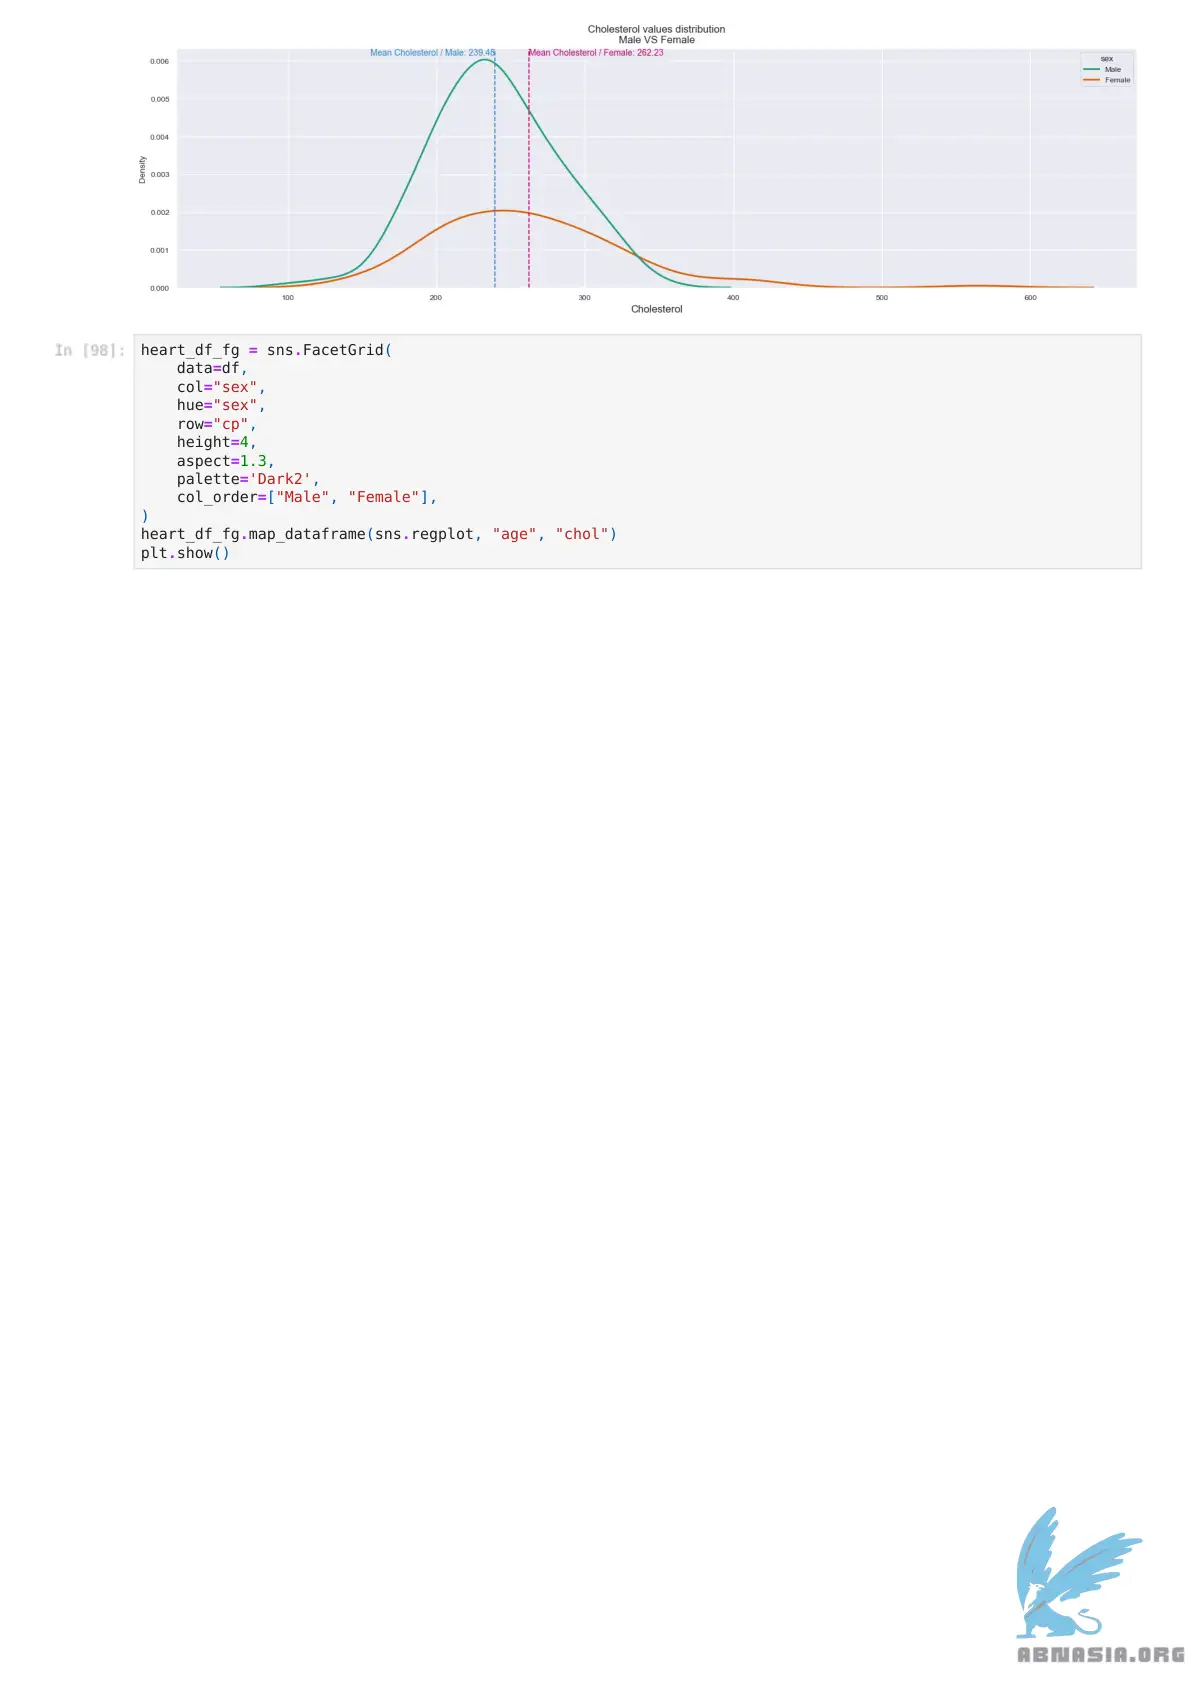 Cholesterol values distribution
Male VS Female
Mean Cholesterol / Male: 239.45
Mean Cholesterol / Female: 262.23
sex
Male
Female
0.006
0.005
0.004
0.003
0.002
0.001
0.000
Density
100 200 300 400 500 600
Cholesterol
In [98]:
heart_df_fg = sns.FacetGrid(
    data=df,
    col="sex",
    hue="sex",
    row="cp",
    height=4,
    aspect=1.3,
    palette='Dark2',
    col_order=["Male", "Female"],
)
heart_df_fg.map_dataframe(sns.regplot, "age", "chol")
plt.show()
ABNASIA.ORG